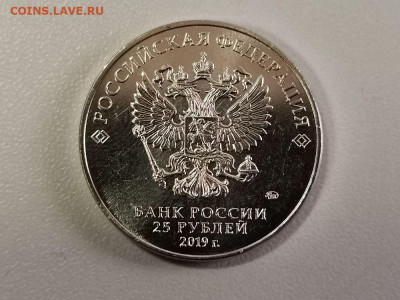 COINS.LAVE.RU
РОССИЙСКАЯ ФЕДЕРАЦИЯ
БАНК РОССИИ
25 РУБЛЕЙ
2019 г.